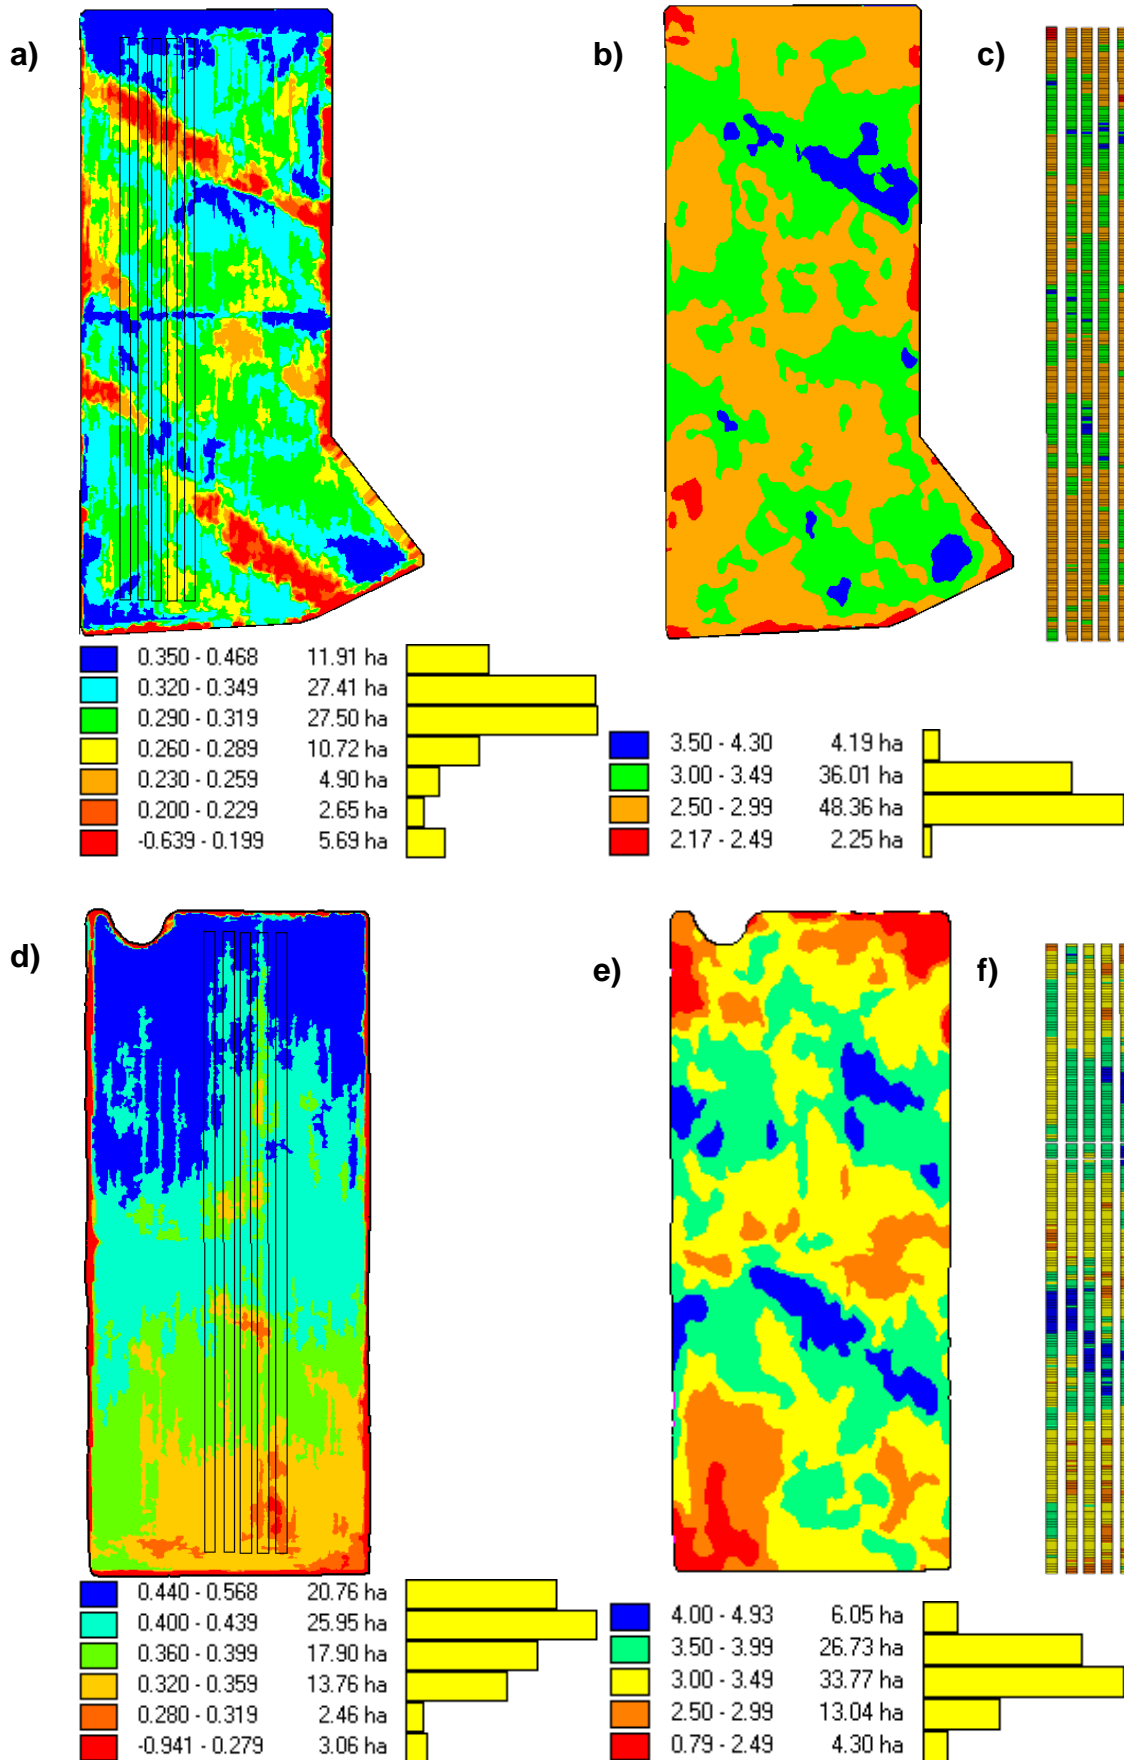 a)
b)
c)
0.350 - 0.468 11.91 ha
0.320 - 0.349 27.41 ha
0.290 - 0.319 27.50 ha
0.260 - 0.289 10.72 ha
0.230 - 0.259 4.90 ha
0.200 - 0.229 2.65 ha
-0.639 - 0.199 5.69 ha
3.50 - 4.30 4.19 ha
3.00 - 3.49 36.01 ha
2.50 - 2.99 48.36 ha
2.17 - 2.49 2.25 ha
d)
e)
f)
0.440 - 0.568 20.76 ha
0.400 - 0.439 25.95 ha
0.360 - 0.399 17.90 ha
0.320 - 0.359 13.76 ha
0.280 - 0.319 2.46 ha
-0.941 - 0.279 3.06 ha
4.00 - 4.93 6.05 ha
3.50 - 3.99 26.73 ha
3.00 - 3.49 33.77 ha
2.50 - 2.99 13.04 ha
0.79 - 2.49 4.30 ha